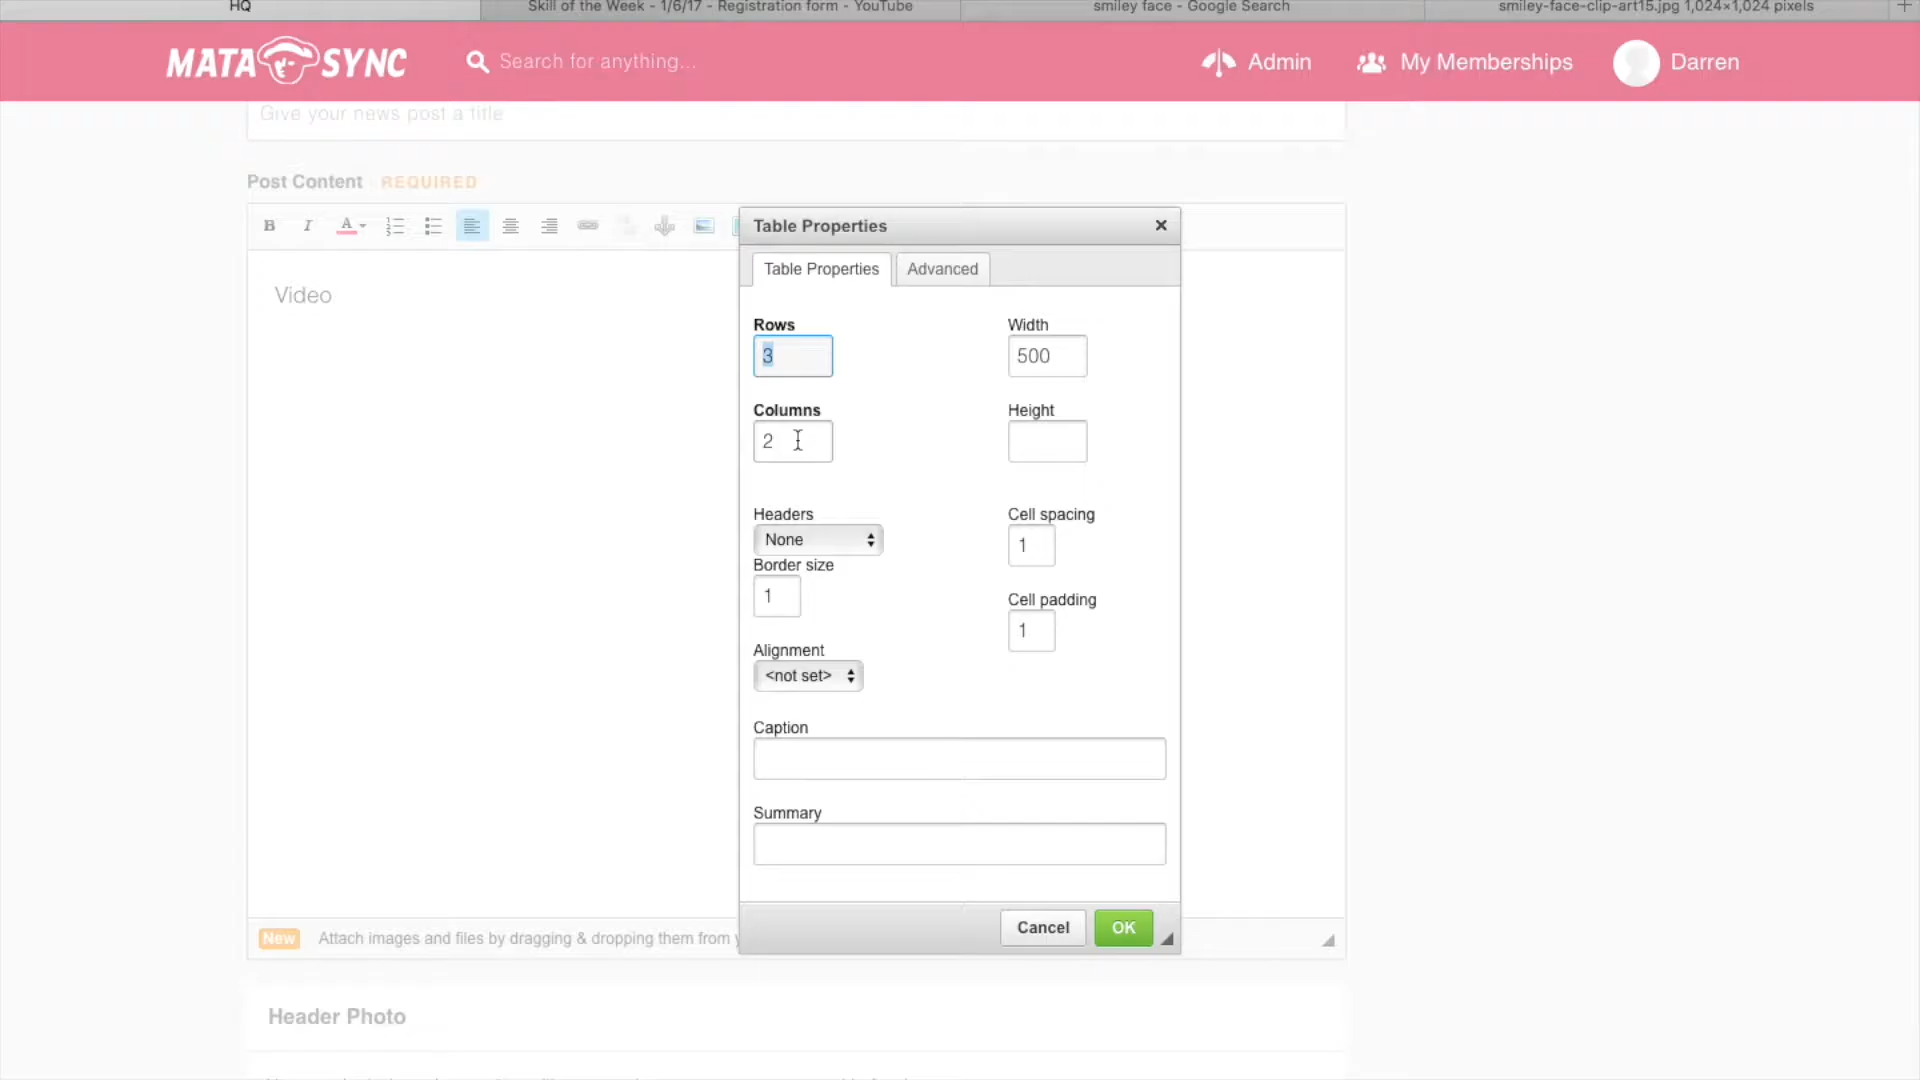 HQ
Skill of the Week - 1/6/17 - Registration form - YouTube
smiley face - Google Search
smiley-face-clip-art15.jpg 1,024×1,024 pixels
MATA SYNC
Search for anything...
Admin
My Memberships
Darren
Give your news post a title
Post Content REQUIRED
B I A
Table Properties
Table Properties
Advanced
Video
Rows
3
Width
500
Columns
2
Height
Headers
None
Cell spacing
1
Border size
1
Cell padding
1
Alignment
<not set>
Caption
Summary
Cancel
OK
New
Attach images and files by dragging & dropping them from
Header Photo